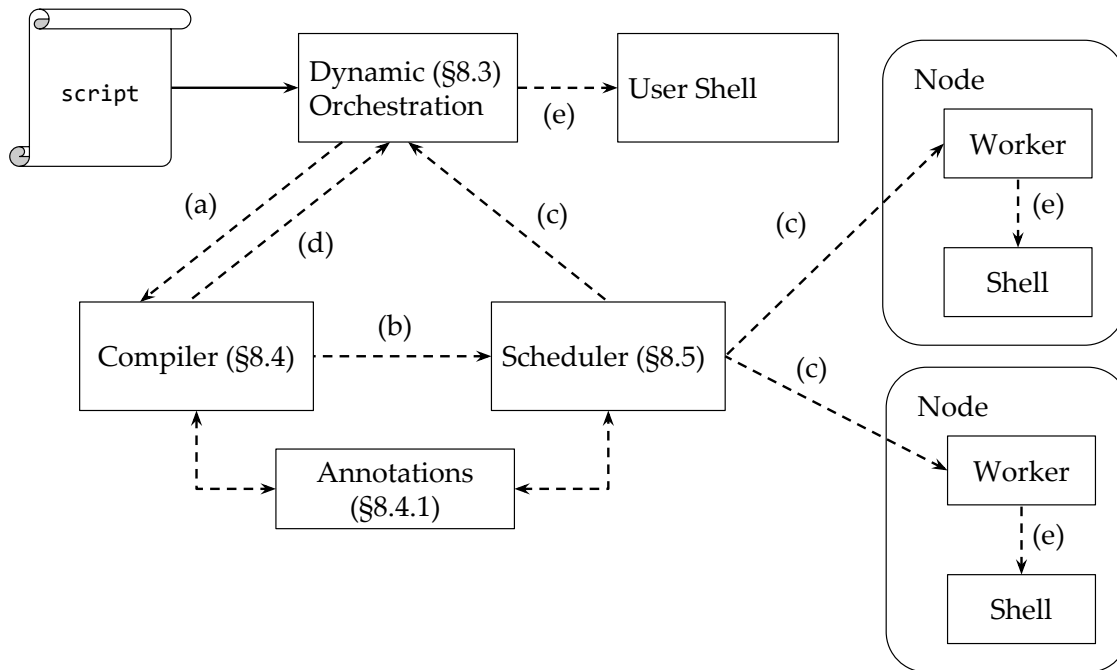 script
Dynamic (§8.3)
Orchestration
(e)
User Shell
Node
Worker
(e)
Shell
(a)
(d)
(c)
(c)
Compiler (§8.4)
(b)
Scheduler (§8.5)
(c)
Annotations
(§8.4.1)
Node
Worker
(e)
Shell